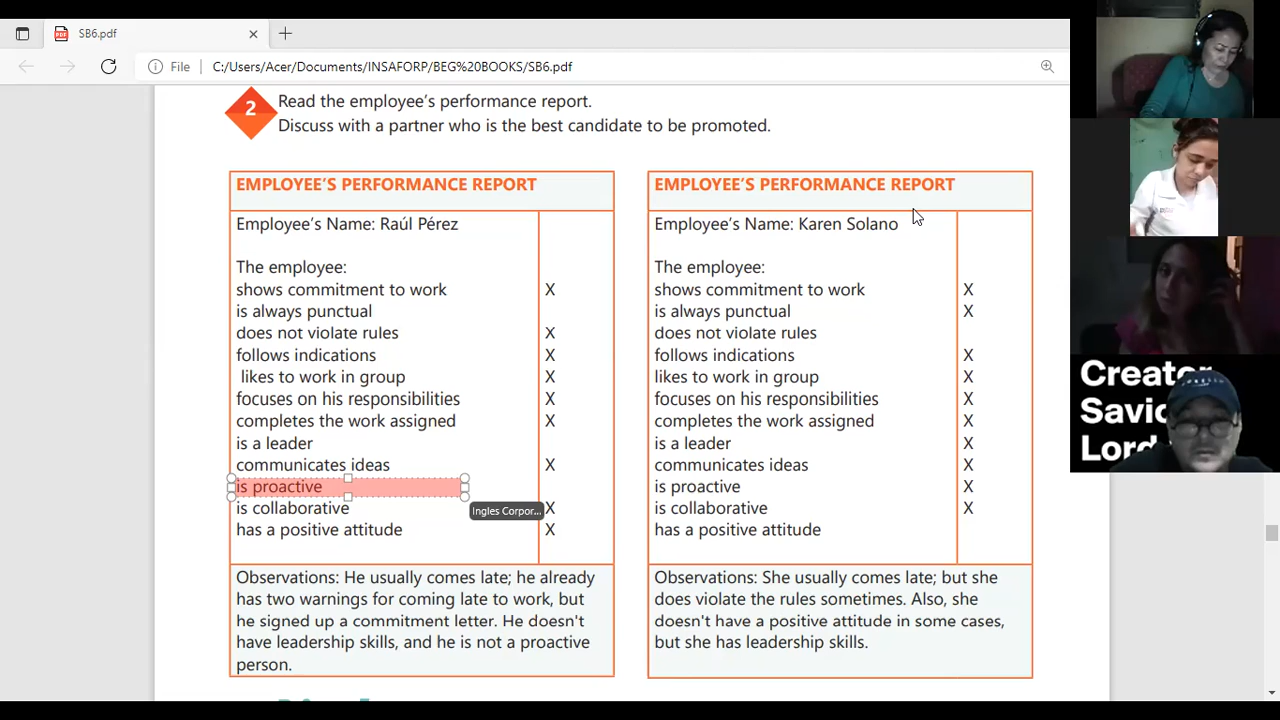 SB6.pdf
File
C:/Users/Acer/Documents/INSAFORP/BEG%20BOOKS/SB6.pdf
2
Read the employee's performance report.
Discuss with a partner who is the best candidate to be promoted.
EMPLOYEE'S PERFORMANCE REPORT
Employee's Name: Raúl Pérez
The employee:
shows commitment to work X
is always punctual
does not violate rules X
follows indications X
likes to work in group X
focuses on his responsibilities X
completes the work assigned X
is a leader
communicates ideas X
is proactive
is collaborative X
has a positive attitude X
Ingles Corpor...
Observations: He usually comes late; he already
has two warnings for coming late to work, but
he signed up a commitment letter. He doesn't
have leadership skills, and he is not a proactive
person.
EMPLOYEE'S PERFORMANCE REPORT
Employee's Name: Karen Solano
The employee:
shows commitment to work X
is always punctual X
does not violate rules
follows indications X
likes to work in group X
focuses on his responsibilities X
completes the work assigned X
is a leader X
communicates ideas X
is proactive X
is collaborative X
has a positive attitude
Observations: She usually comes late; but she
does violate the rules sometimes. Also, she
doesn't have a positive attitude in some cases,
but she has leadership skills.
Creator
Lord